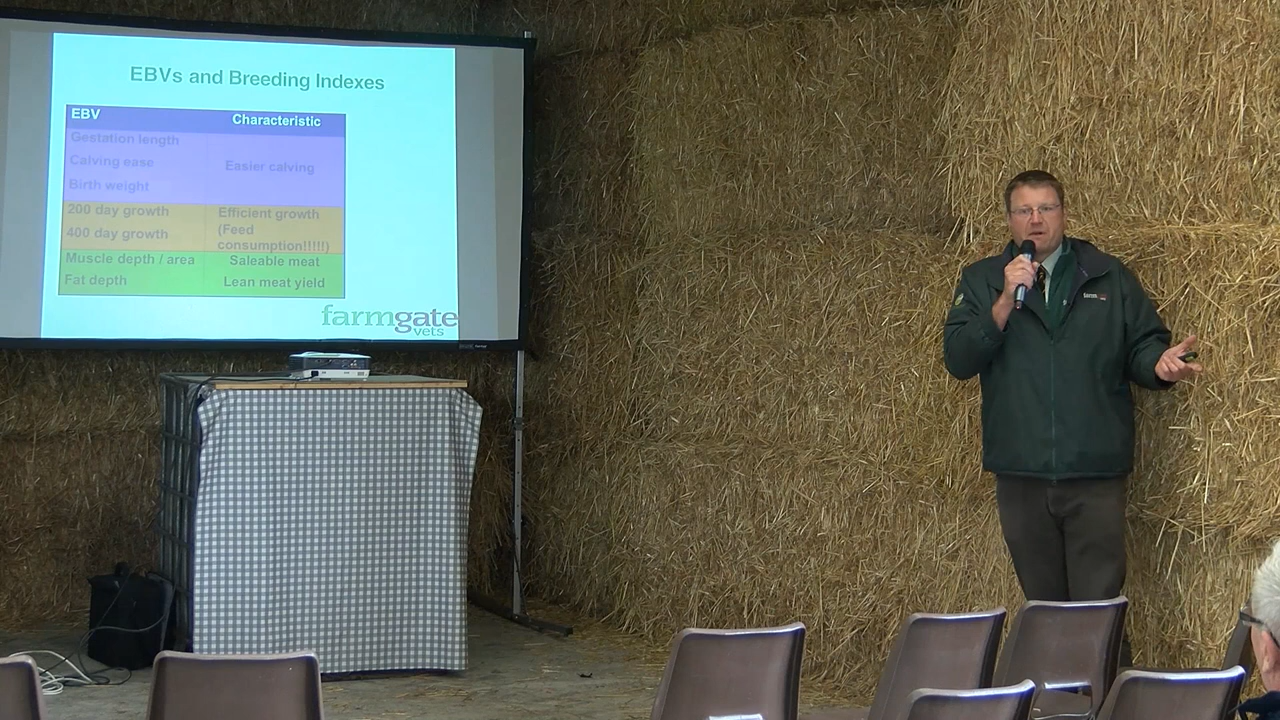 EBVs and Breeding Indexes
EBV Characteristic
Gestation length
Calving ease Easier calving
Birth weight
200 day growth Efficient growth
400 day growth (Feed
consumption!!!!!)
Muscle depth / area Saleable meat
Fat depth Lean meat yield
farmgate
vets